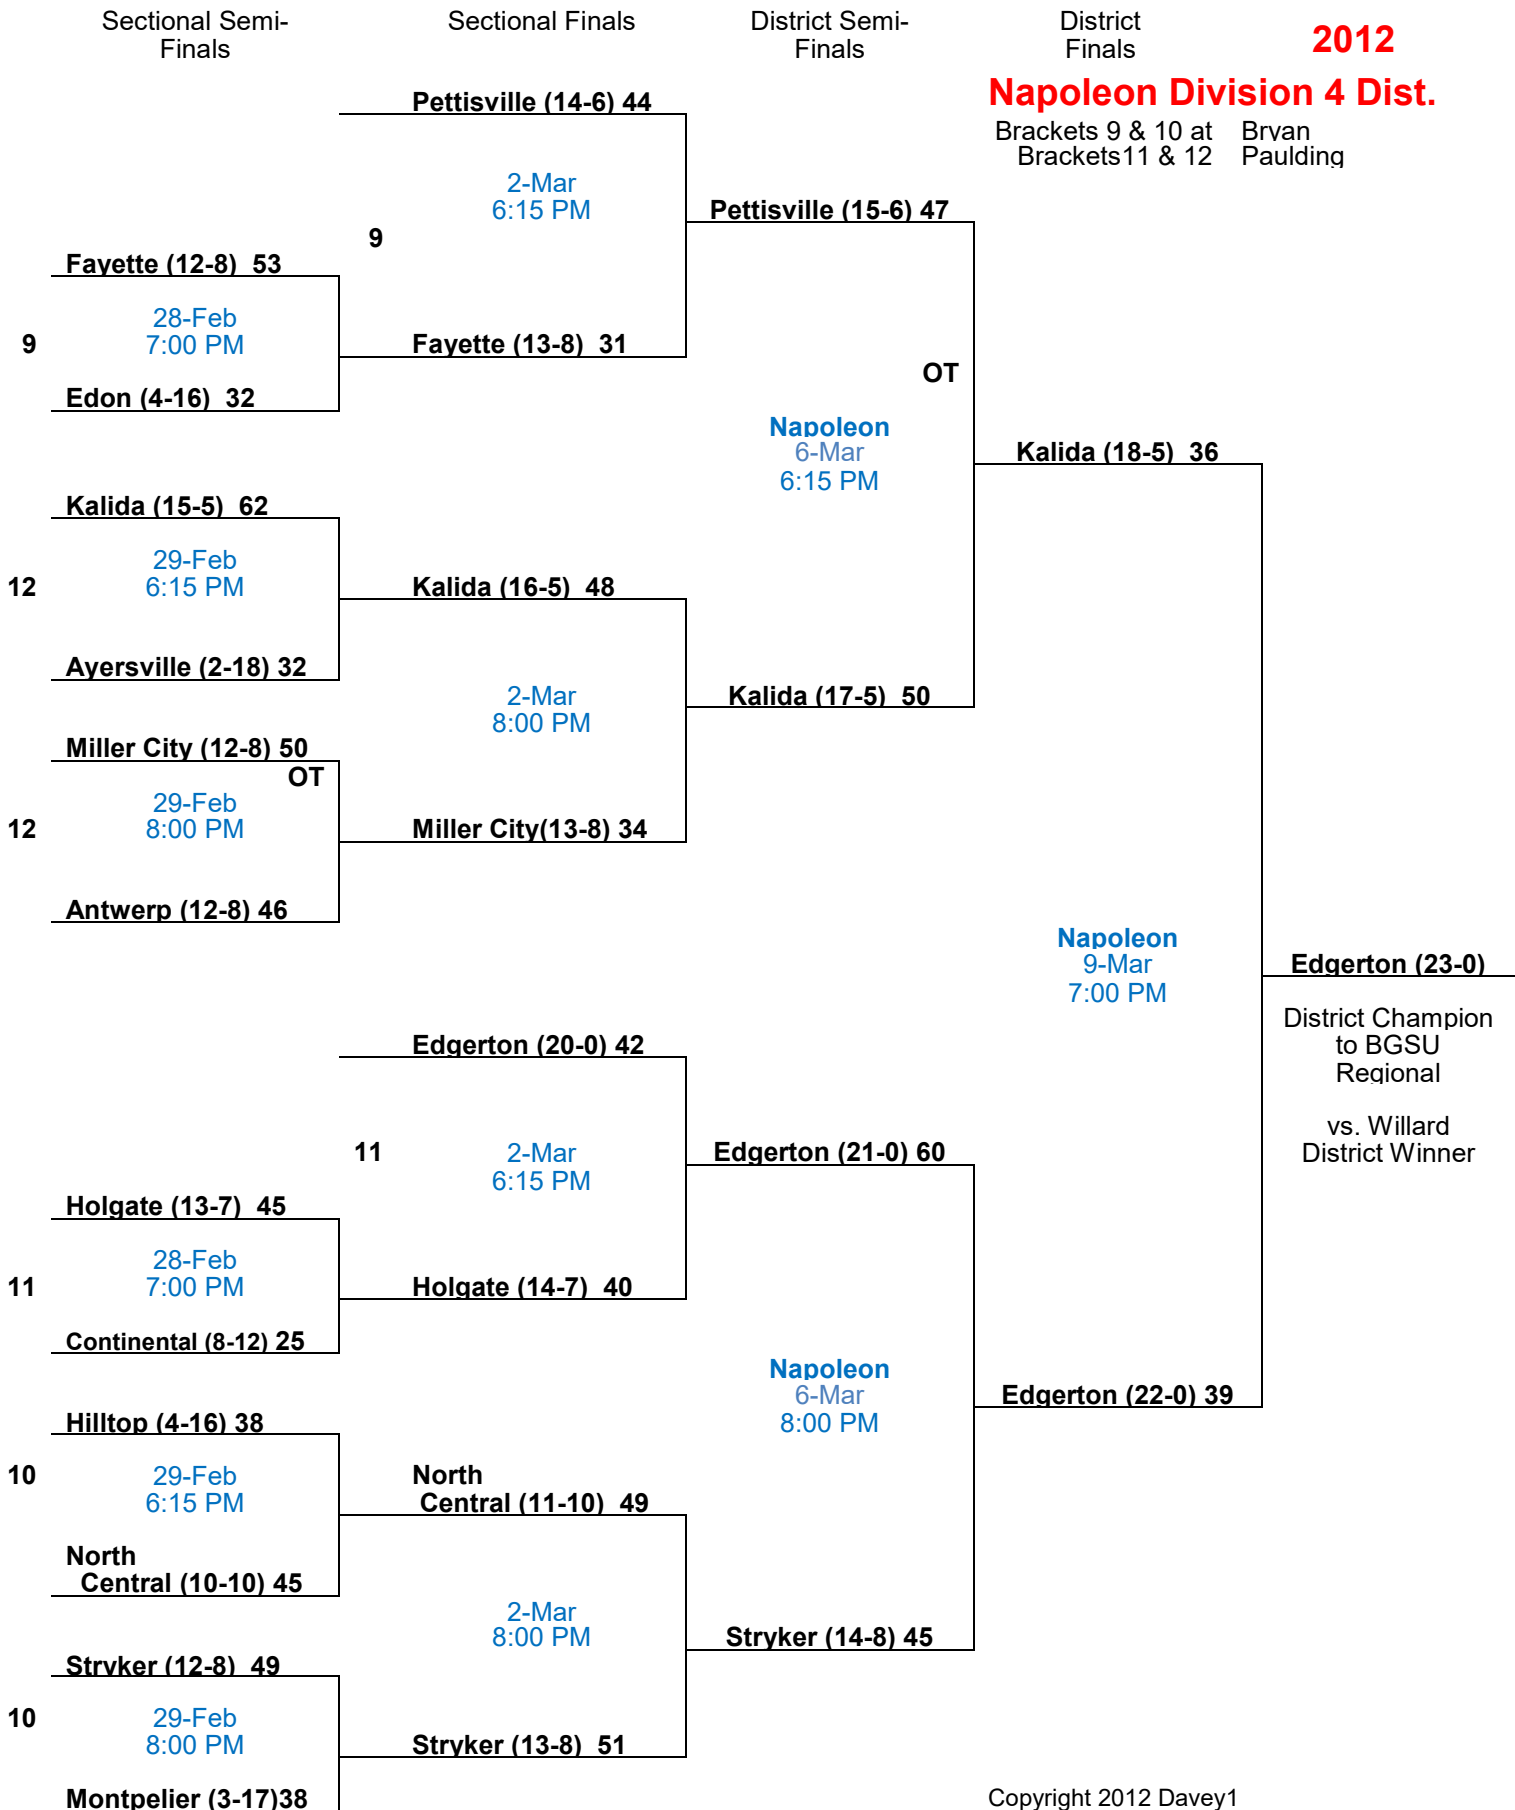 Sectional Semi-
Finals
Sectional Finals
District Semi-
Finals
District
Finals
2012
Napoleon Division 4 Dist.
Brackets 9 & 10 at Bryan
Brackets11 & 12 Paulding
Pettisville (14-6) 44
2-Mar
6:15 PM
9
Pettisville (15-6) 47
Fayette (12-8) 53
28-Feb
7:00 PM
9
Fayette (13-8) 31
Edon (4-16) 32
OT
Napoleon
6-Mar
6:15 PM
Kalida (18-5) 36
Kalida (15-5) 62
29-Feb
6:15 PM
12
Kalida (16-5) 48
Ayersville (2-18) 32
2-Mar
8:00 PM
Kalida (17-5) 50
Miller City (12-8) 50
OT
29-Feb
8:00 PM
12
Miller City(13-8) 34
Antwerp (12-8) 46
Napoleon
9-Mar
7:00 PM
Edgerton (23-0)
District Champion
to BGSU
Regional
vs. Willard
District Winner
Edgerton (20-0) 42
11
2-Mar
6:15 PM
Edgerton (21-0) 60
Holgate (13-7) 45
28-Feb
7:00 PM
11
Holgate (14-7) 40
Continental (8-12) 25
Napoleon
6-Mar
8:00 PM
Edgerton (22-0) 39
Hilltop (4-16) 38
10
29-Feb
6:15 PM
North
Central (11-10) 49
North
Central (10-10) 45
2-Mar
8:00 PM
Stryker (14-8) 45
Stryker (12-8) 49
10
29-Feb
8:00 PM
Stryker (13-8) 51
Montpelier (3-17)38
Copyright 2012 Davey1